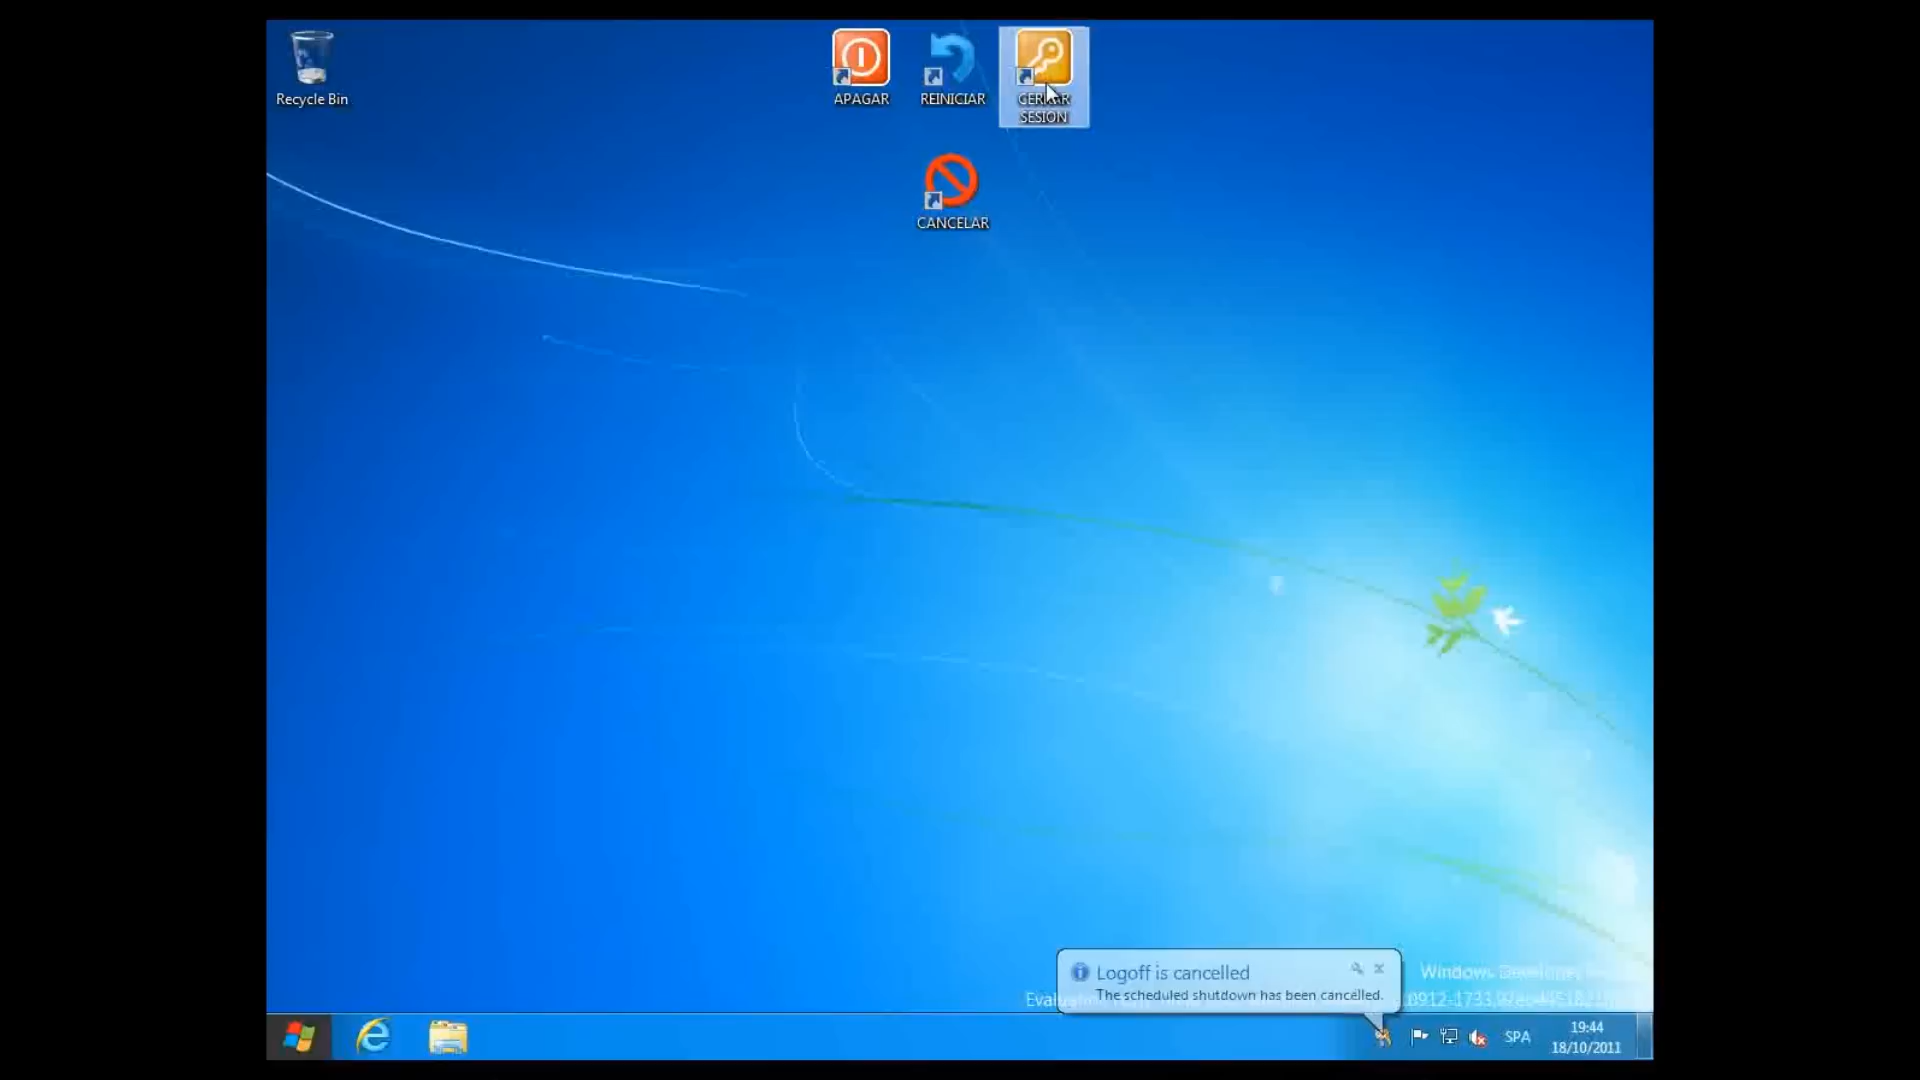 Recycle Bin
APAGAR
REINICIAR
CERRAR
SESION
CANCELAR
Logoff is cancelled
The scheduled shutdown has been cancelled.
Windows Developer
SPA
19:44
18/10/2011